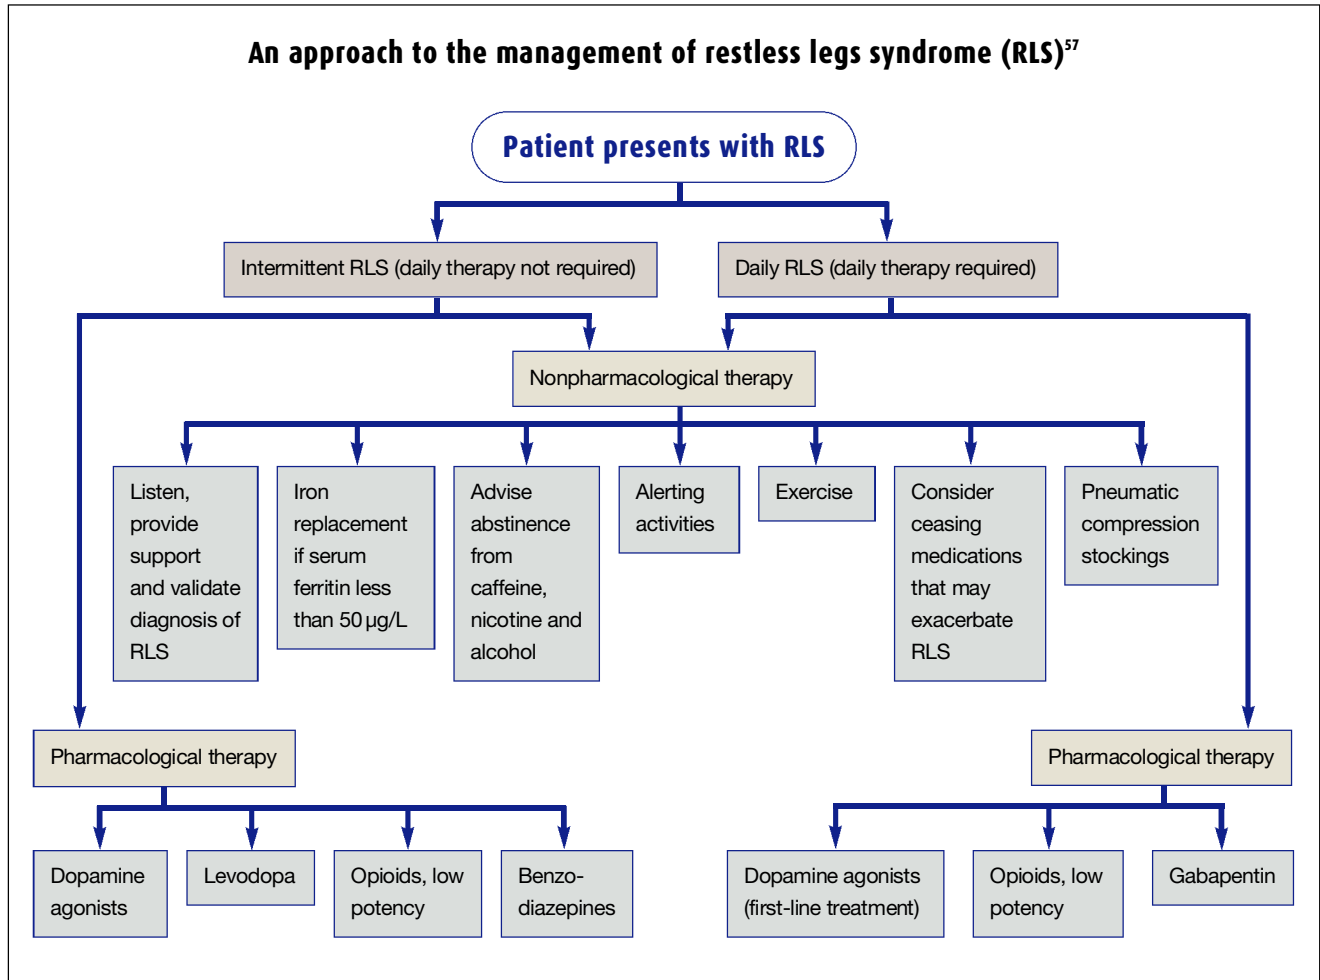 An approach to the management of restless legs syndrome (RLS)57
Patient presents with RLS
Intermittent RLS (daily therapy not required)
Daily RLS (daily therapy required)
Nonpharmacological therapy
Listen,
provide
support
and validate
diagnosis of
RLS
Iron
replacement
if serum
ferritin less
than 50 µg/L
Advise
abstinence
from
caffeine,
nicotine and
alcohol
Alerting
activities
Exercise
Consider
ceasing
medications
that may
exacerbate
RLS
Pneumatic
compression
stockings
Pharmacological therapy
Dopamine
agonists
Levodopa
Opioids, low
potency
Benzo-
diazepines
Pharmacological therapy
Dopamine agonists
(first-line treatment)
Opioids, low
potency
Gabapentin